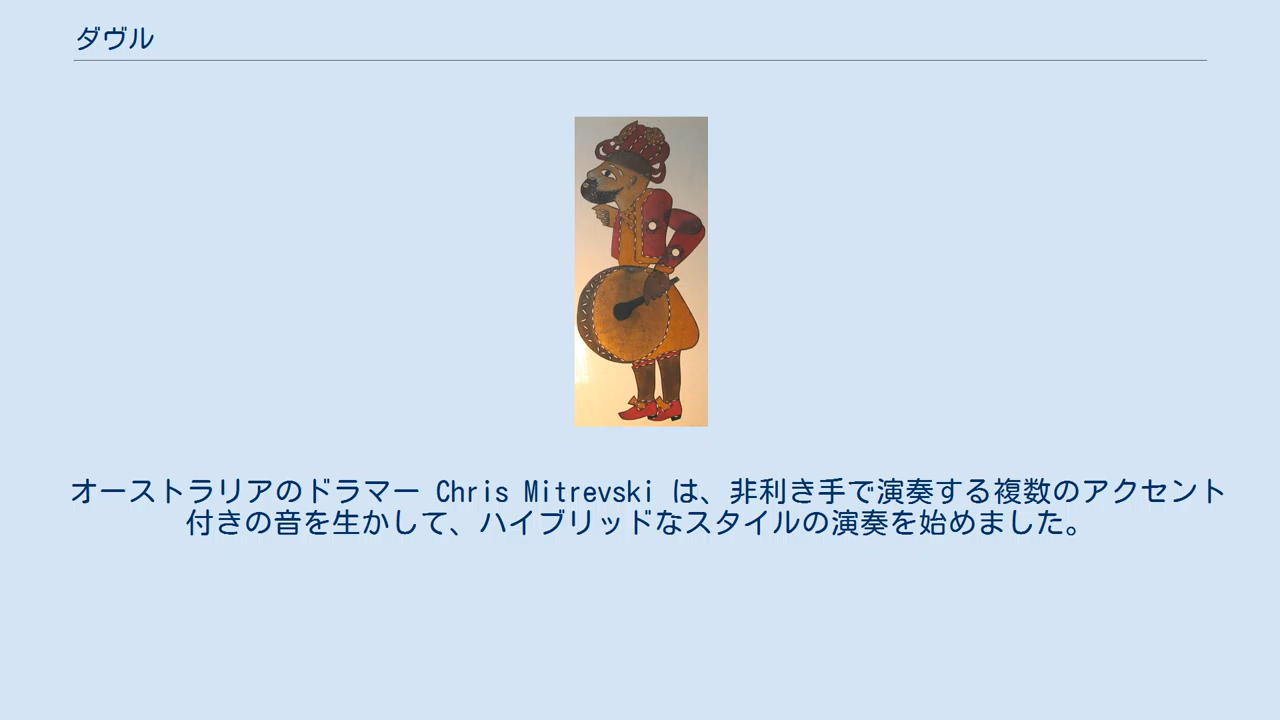 ダヴル
オーストラリアのドラマー Chris Mitrevski は、非利き手で演奏する複数のアクセント
付きの音を生かして、ハイブリッドなスタイルの演奏を始めました。